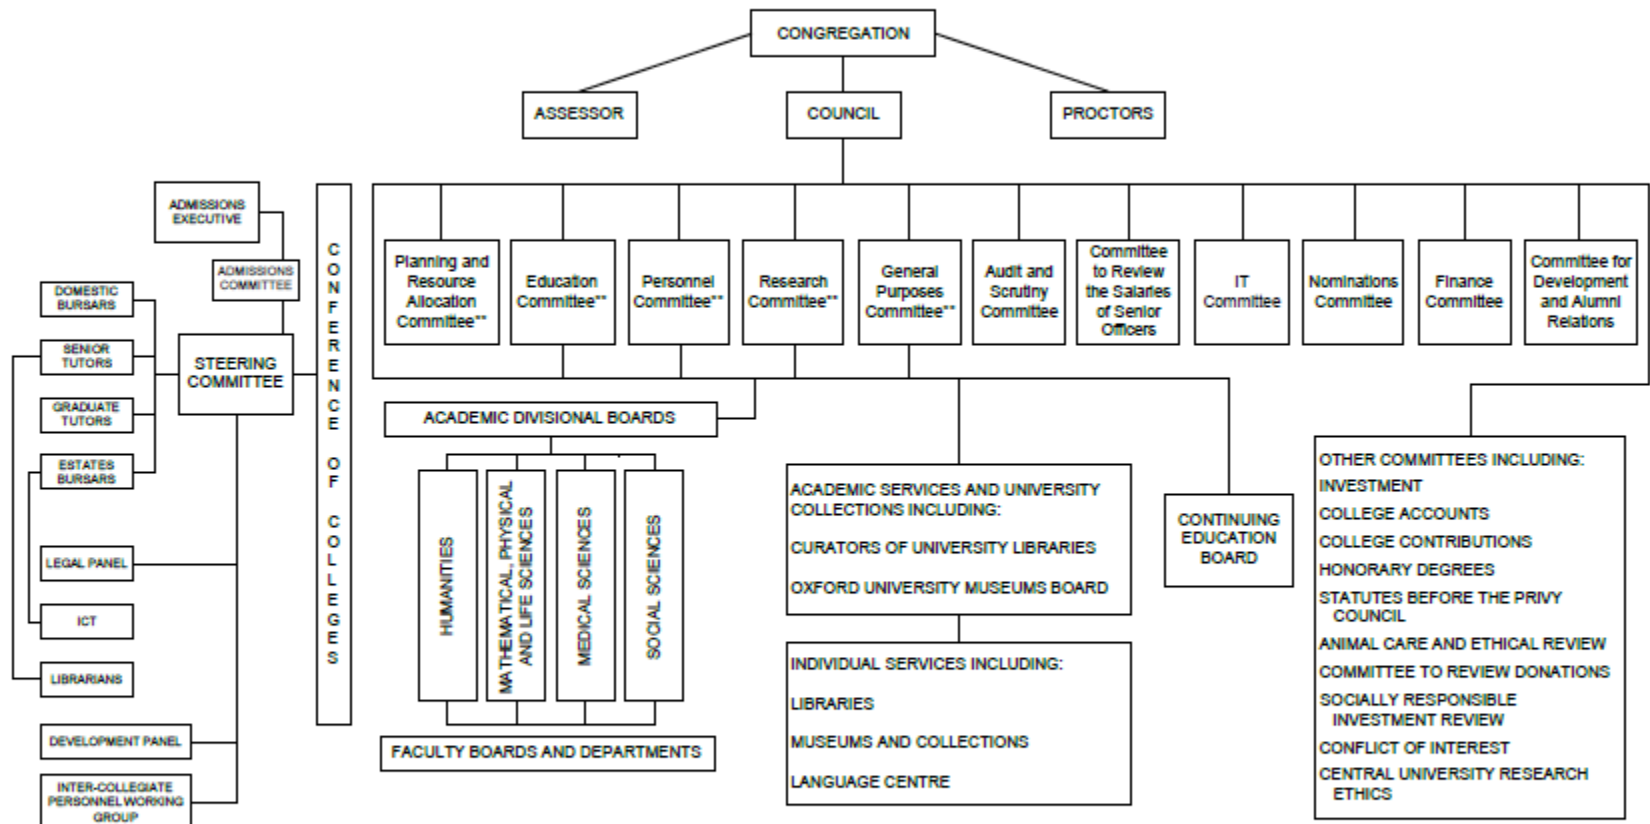 CONGREGATION
ASSESSOR
COUNCIL
PROCTORS
ADMISSIONS
EXECUTIVE
ADMISSIONS
COMMITTEE
DOMESTIC
BURSARS
SENIOR
TUTORS
STEERING
COMMITTEE
GRADUATE
TUTORS
ESTATES
BURSARS
LEGAL PANEL
ICT
LIBRARIANS
DEVELOPMENT PANEL
INTER-COLLEGIATE
PERSONNEL WORKING
GROUP
CONFERENCE OF COLLEGES
Planning and
Resource
Allocation
Committee**
Education
Committee**
Personnel
Committee**
Research
Committee**
General
Purposes
Committee**
Audit and
Scrutiny
Committee
Committee
to Review
the Salaries
of Senior
Officers
IT
Committee
Nominations
Committee
Finance
Committee
Committee for
Development
and Alumni
Relations
ACADEMIC DIVISIONAL BOARDS
HUMANITIES
MATHEMATICAL, PHYSICAL
AND LIFE SCIENCES
MEDICAL SCIENCES
SOCIAL SCIENCES
FACULTY BOARDS AND DEPARTMENTS
ACADEMIC SERVICES AND UNIVERSITY
COLLECTIONS INCLUDING:
CURATORS OF UNIVERSITY LIBRARIES
OXFORD UNIVERSITY MUSEUMS BOARD
INDIVIDUAL SERVICES INCLUDING:
LIBRARIES
MUSEUMS AND COLLECTIONS
LANGUAGE CENTRE
CONTINUING
EDUCATION
BOARD
OTHER COMMITTEES INCLUDING:
INVESTMENT
COLLEGE ACCOUNTS
COLLEGE CONTRIBUTIONS
HONORARY DEGREES
STATUTES BEFORE THE PRIVY
COUNCIL
ANIMAL CARE AND ETHICAL REVIEW
COMMITTEE TO REVIEW DONATIONS
SOCIALLY RESPONSIBLE
INVESTMENT REVIEW
CONFLICT OF INTEREST
CENTRAL UNIVERSITY RESEARCH
ETHICS